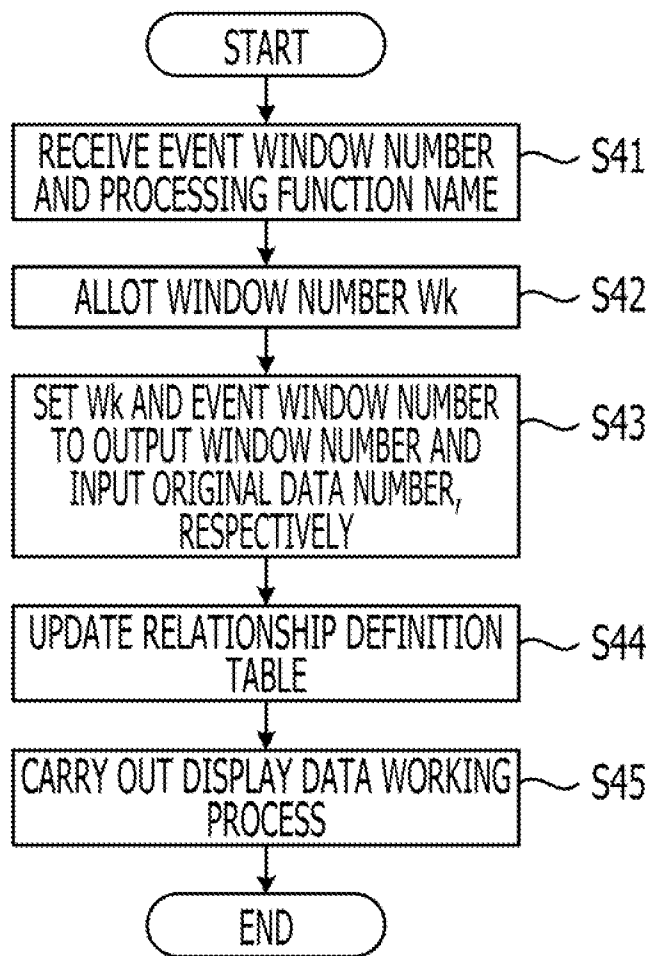 START
RECEIVE EVENT WINDOW NUMBER
AND PROCESSING FUNCTION NAME
S41
ALLOT WINDOW NUMBER Wk
S42
SET Wk AND EVENT WINDOW NUMBER
TO OUTPUT WINDOW NUMBER AND
INPUT ORIGINAL DATA NUMBER,
RESPECTIVELY
S43
UPDATE RELATIONSHIP DEFINITION
TABLE
S44
CARRY OUT DISPLAY DATA WORKING
PROCESS
S45
END